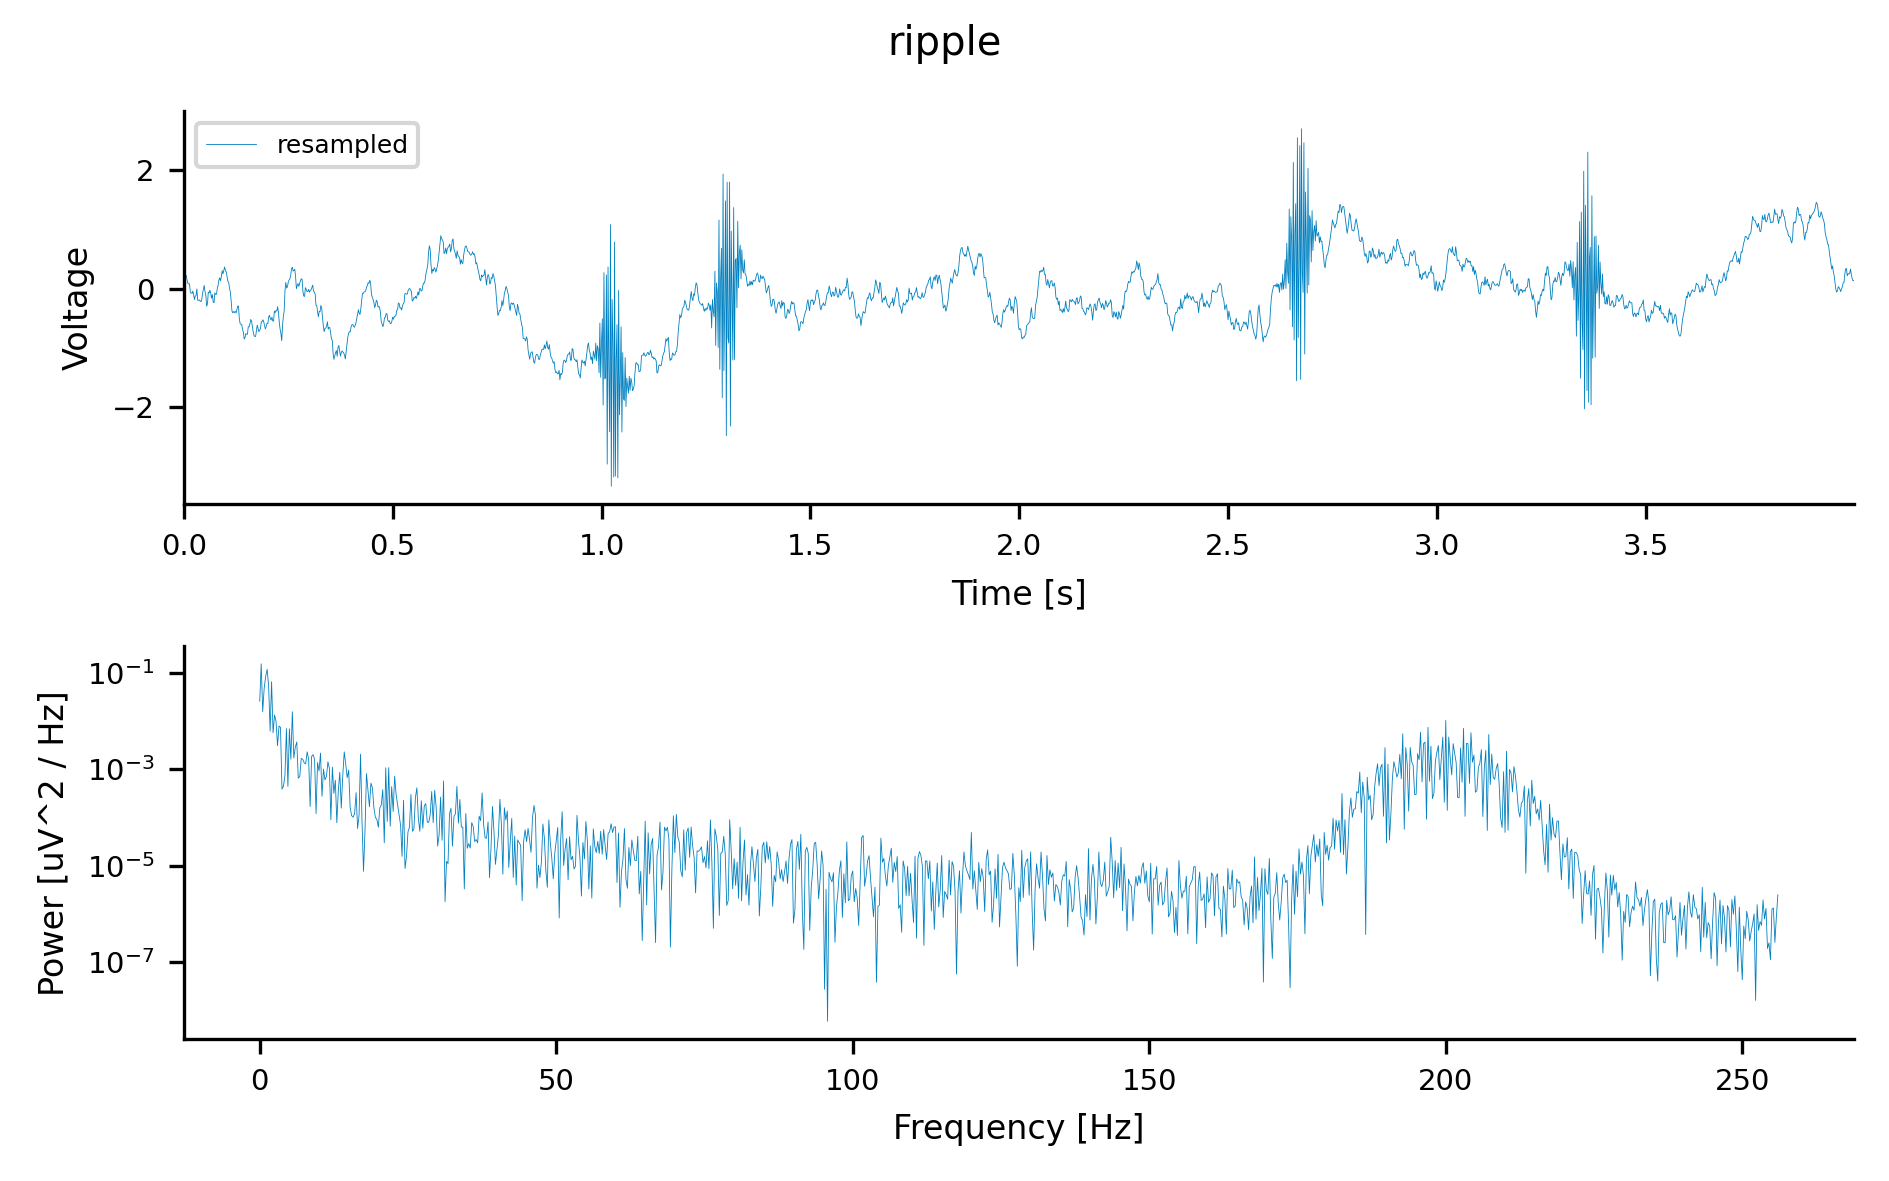 ripple
resampled
Voltage
2
0
−2
0.0 0.5 1.0 1.5 2.0 2.5 3.0 3.5
Time [s]
Power [uV^2 / Hz]
10⁻¹
10⁻³
10⁻⁵
10⁻⁷
0 50 100 150 200 250
Frequency [Hz]